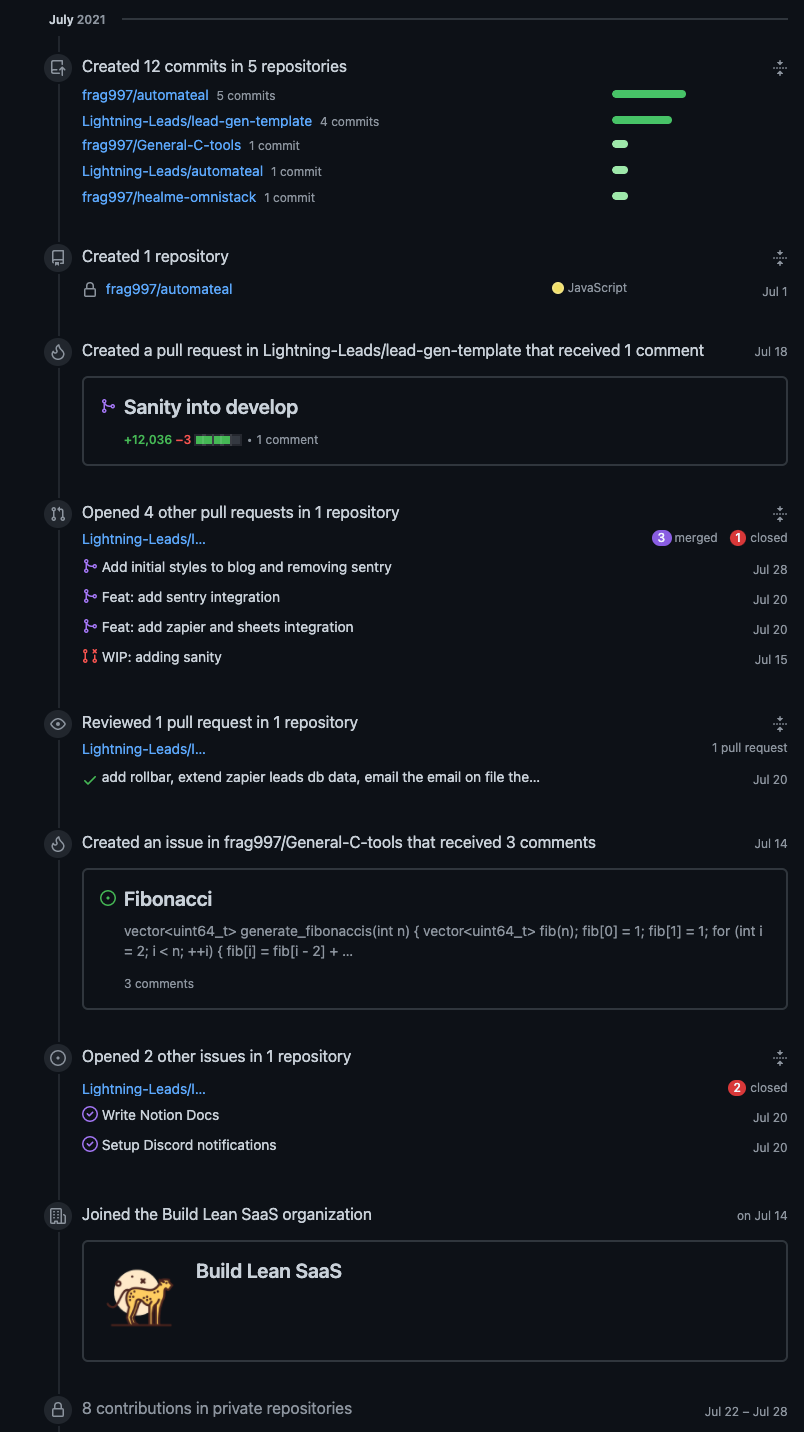 July 2021
Created 12 commits in 5 repositories
frag997/automateal 5 commits
Lightning-Leads/lead-gen-template 4 commits
frag997/General-C-tools 1 commit
Lightning-Leads/automateal 1 commit
frag997/healme-omnistack 1 commit
Created 1 repository
frag997/automateal JavaScript Jul 1
Created a pull request in Lightning-Leads/lead-gen-template that received 1 comment Jul 18
Sanity into develop
+12,036 −3 • 1 comment
Opened 4 other pull requests in 1 repository
Lightning-Leads/l... 3 merged 1 closed
Add initial styles to blog and removing sentry Jul 28
Feat: add sentry integration Jul 20
Feat: add zapier and sheets integration Jul 20
WIP: adding sanity Jul 15
Reviewed 1 pull request in 1 repository
Lightning-Leads/l... 1 pull request
add rollbar, extend zapier leads db data, email the email on file the... Jul 20
Created an issue in frag997/General-C-tools that received 3 comments Jul 14
Fibonacci
vector<uint64_t> generate_fibonaccis(int n) { vector<uint64_t> fib(n); fib[0] = 1; fib[1] = 1; for (int i
= 2; i < n; ++i) { fib[i] = fib[i - 2] + ...
3 comments
Opened 2 other issues in 1 repository
Lightning-Leads/l... 2 closed
Write Notion Docs Jul 20
Setup Discord notifications Jul 20
Joined the Build Lean SaaS organization on Jul 14
Build Lean SaaS
8 contributions in private repositories Jul 22 – Jul 28